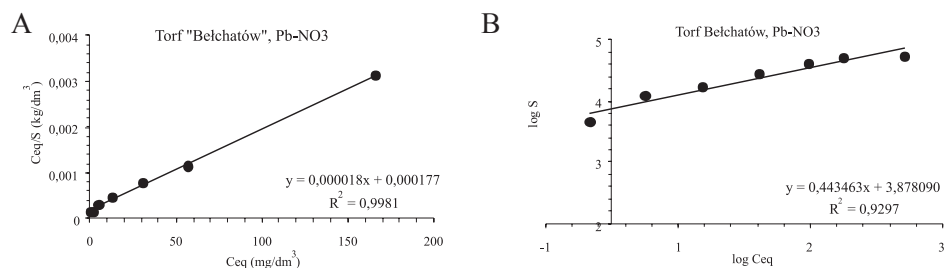 A
Torf "Bełchatów", Pb-NO3
0,004
0,003
0,002
0,001
0
Ceq/S (kg/dm3)
y = 0,000018x + 0,000177
R2 = 0,9981
0
50
100
150
200
Ceq (mg/dm3)
B
Torf Bełchatów, Pb-NO3
5
4
3
2
log S
y = 0,443463x + 3,878090
R2 = 0,9297
-1
0
1
2
3
log Ceq